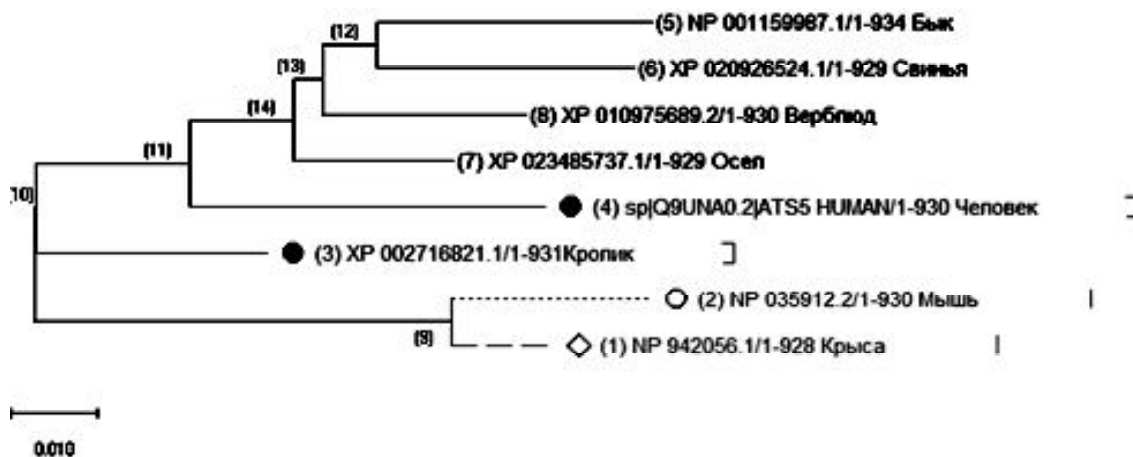 (12)
(5) NP 001159987.1/1-934 Бык
(13)
(6) XP 020926524.1/1-929 Свинья
(14)
(8) XP 010975689.2/1-930 Верблюд
(11)
(7) XP 023485737.1/1-929 Осел
(10)
(4) sp|Q9UNA0.2|ATS5 HUMAN/1-930 Человек
(3) XP 002716821.1/1-931Кролик
(2) NP 035912.2/1-930 Мышь
(9)
(1) NP 942056.1/1-928 Крыса
0.010